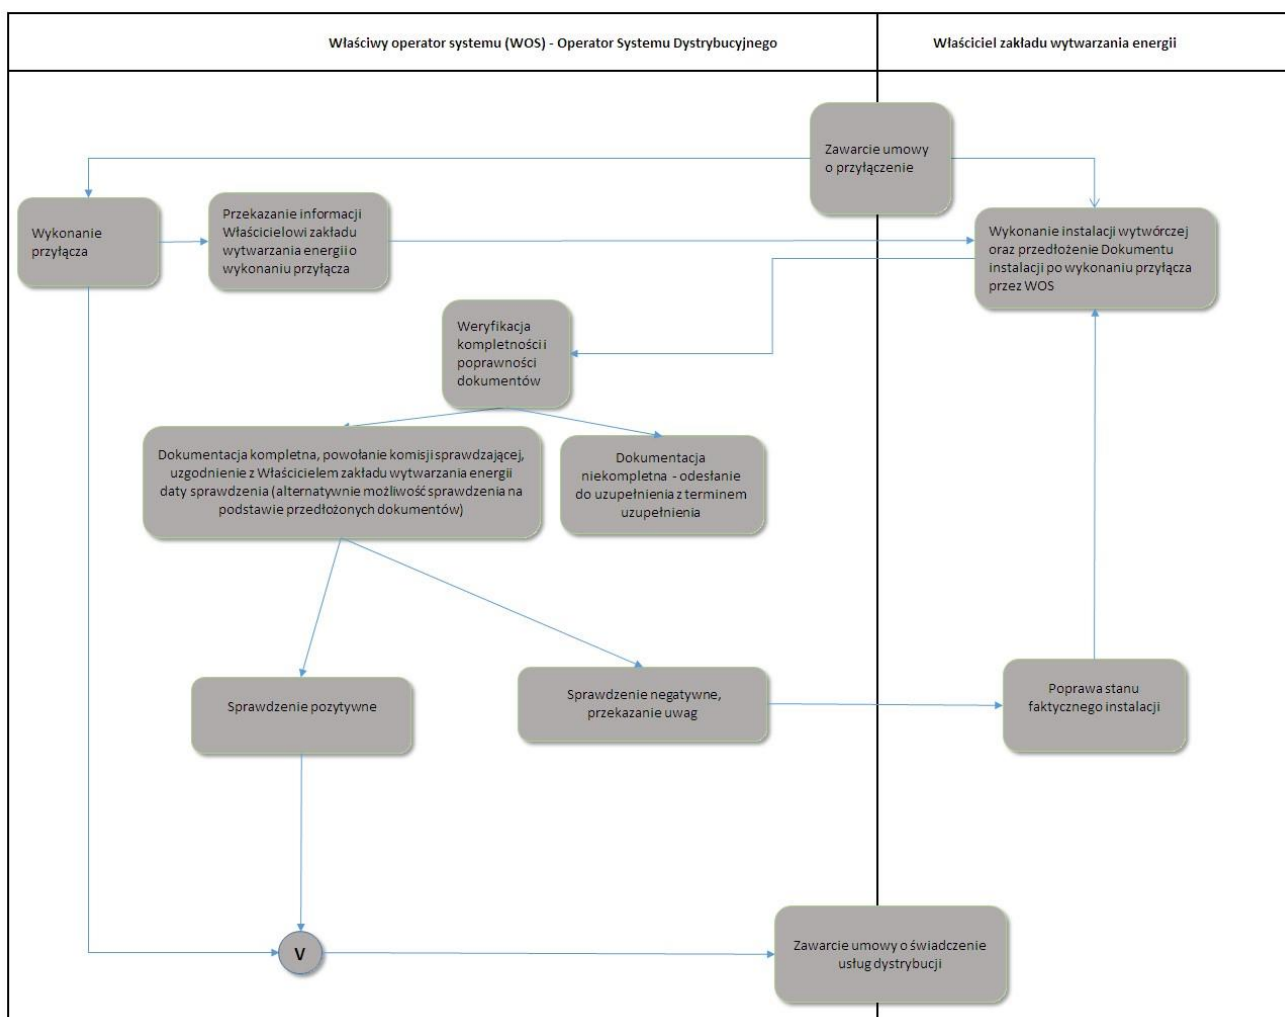 Właściwy operator systemu (WOS) - Operator Systemu Dystrybucyjnego
Właściciel zakładu wytwarzania energii
Zawarcie umowy
o przyłączenie
Wykonanie
przyłącza
Przekazanie informacji
Właścicielowi zakładu
wytwarzania energii o
wykonaniu przyłącza
Wykonanie instalacji wytwórczej
oraz przedłożenie Dokumentu
instalacji po wykonaniu przyłącza
przez WOS
Weryfikacja
kompletności i
poprawności
dokumentów
Dokumentacja kompletna, powołanie komisji sprawdzającej,
uzgodnienie z Właścicielem zakładu wytwarzania energii
daty sprawdzenia (alternatywnie możliwość sprawdzenia na
podstawie przedłożonych dokumentów)
Dokumentacja
niekompletna - odesłanie
do uzupełnienia z terminem
uzupełnienia
Sprawdzenie pozytywne
Sprawdzenie negatywne,
przekazanie uwag
Poprawa stanu
faktycznego instalacji
V
Zawarcie umowy o świadczenie
usług dystrybucji